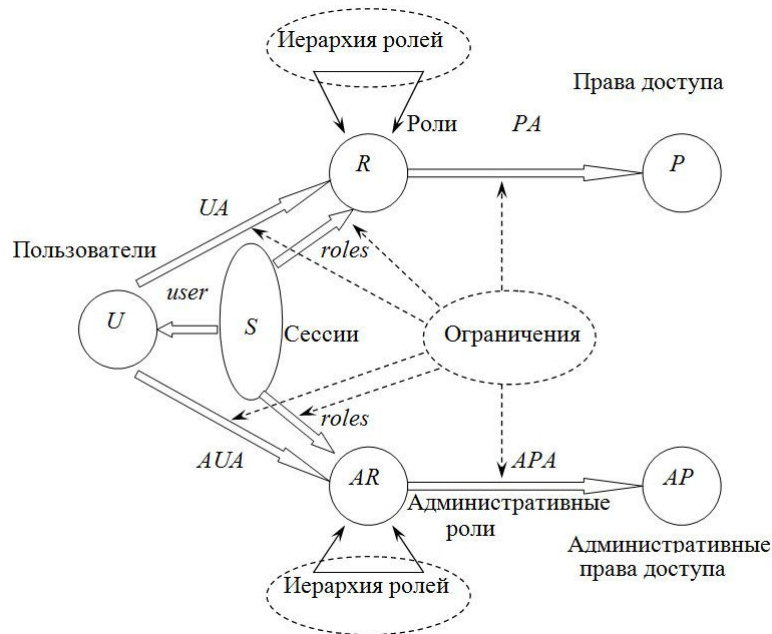 Иерархия ролей
Права доступа
Роли
PA
R
P
UA
Пользователи
roles
user
U
S
Сессии
Ограничения
roles
AUA
APA
AR
AP
Административные
роли
Административные
права доступа
Иерархия ролей